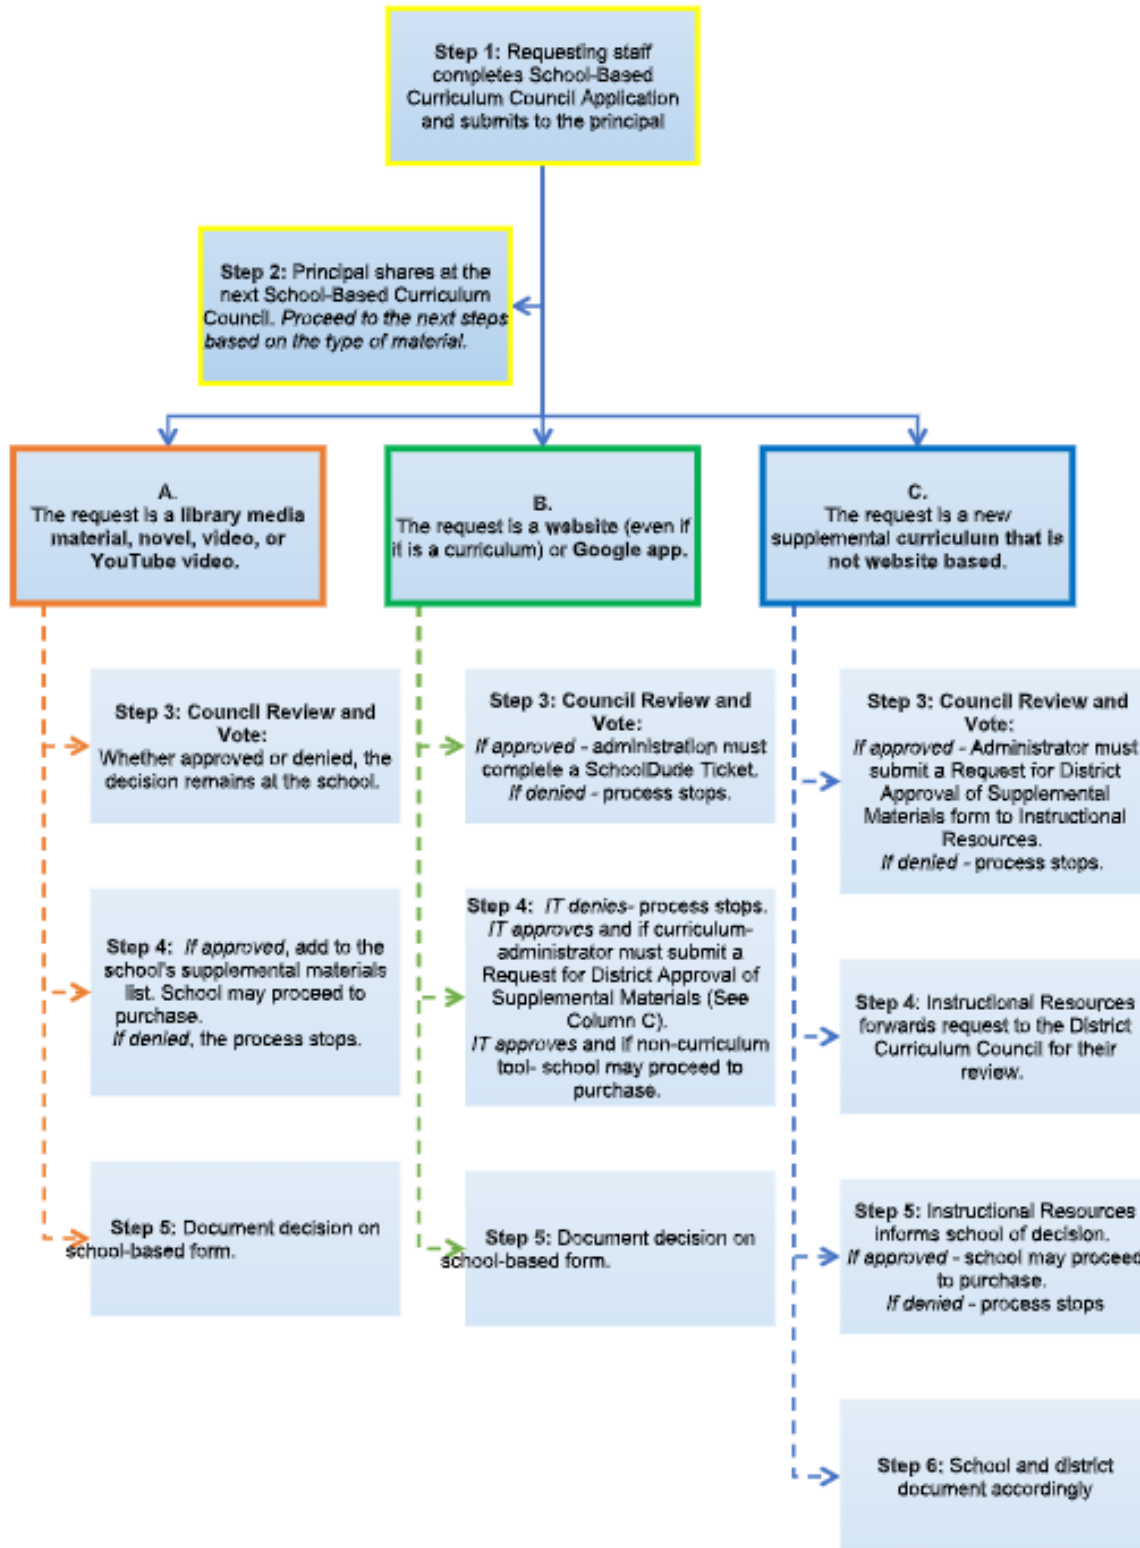 Step 1: Requesting staff
completes School-Based
Curriculum Council Application
and submits to the principal
Step 2: Principal shares at the
next School-Based Curriculum
Council. Proceed to the next steps
based on the type of material.
A.
The request is a library media
material, novel, video, or
YouTube video.
Step 3: Council Review and
Vote:
Whether approved or denied, the
decision remains at the school.
Step 4: If approved, add to the
school's supplemental materials
list. School may proceed to
purchase.
If denied, the process stops.
Step 5: Document decision on
school-based form.
B.
The request is a website (even if
it is a curriculum) or Google app.
Step 3: Council Review and
Vote:
If approved - administration must
complete a SchoolDude Ticket.
If denied - process stops.
Step 4: IT denies- process stops.
IT approves and if curriculum-
administrator must submit a
Request for District Approval of
Supplemental Materials (See
Column C).
IT approves and if non-curriculum
tool- school may proceed to
purchase.
Step 5: Document decision on
school-based form.
C.
The request is a new
supplemental curriculum that is
not website based.
Step 3: Council Review and
Vote:
If approved - Administrator must
submit a Request for District
Approval of Supplemental
Materials form to Instructional
Resources.
If denied - process stops.
Step 4: Instructional Resources
forwards request to the District
Curriculum Council for their
review.
Step 5: Instructional Resources
informs school of decision.
If approved - school may proceed
to purchase.
If denied - process stops
Step 6: School and district
document accordingly